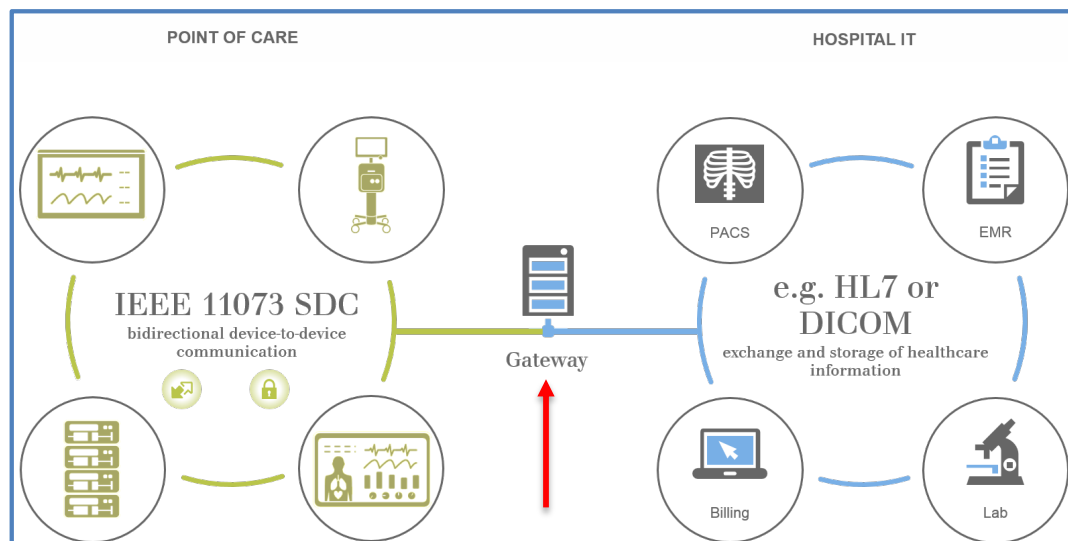 POINT OF CARE
HOSPITAL IT
PACS
EMR
IEEE 11073 SDC
bidirectional device-to-device
communication
Gateway
e.g. HL7 or
DICOM
exchange and storage of healthcare
information
Billing
Lab